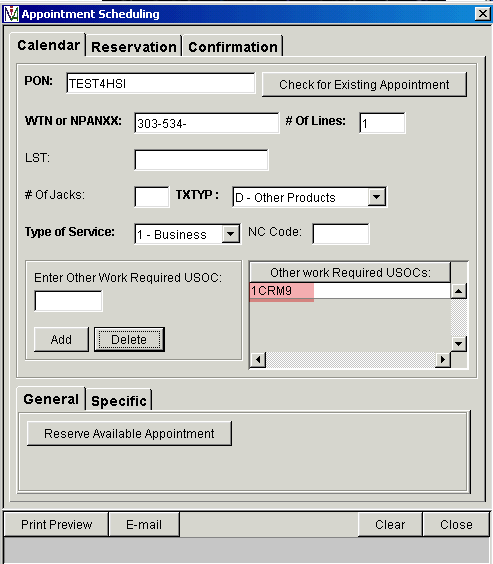 Appointment Scheduling
Calendar Reservation Confirmation
PON: TEST4HSI Check for Existing Appointment
WTN or NPANXX: 303-534- # Of Lines: 1
LST:
# Of Jacks: TXTYP : D - Other Products
Type of Service: 1 - Business NC Code:
Enter Other Work Required USOC: Other work Required USOCs:
1CRM9
Add Delete
General Specific
Reserve Available Appointment
Print Preview E-mail Clear Close